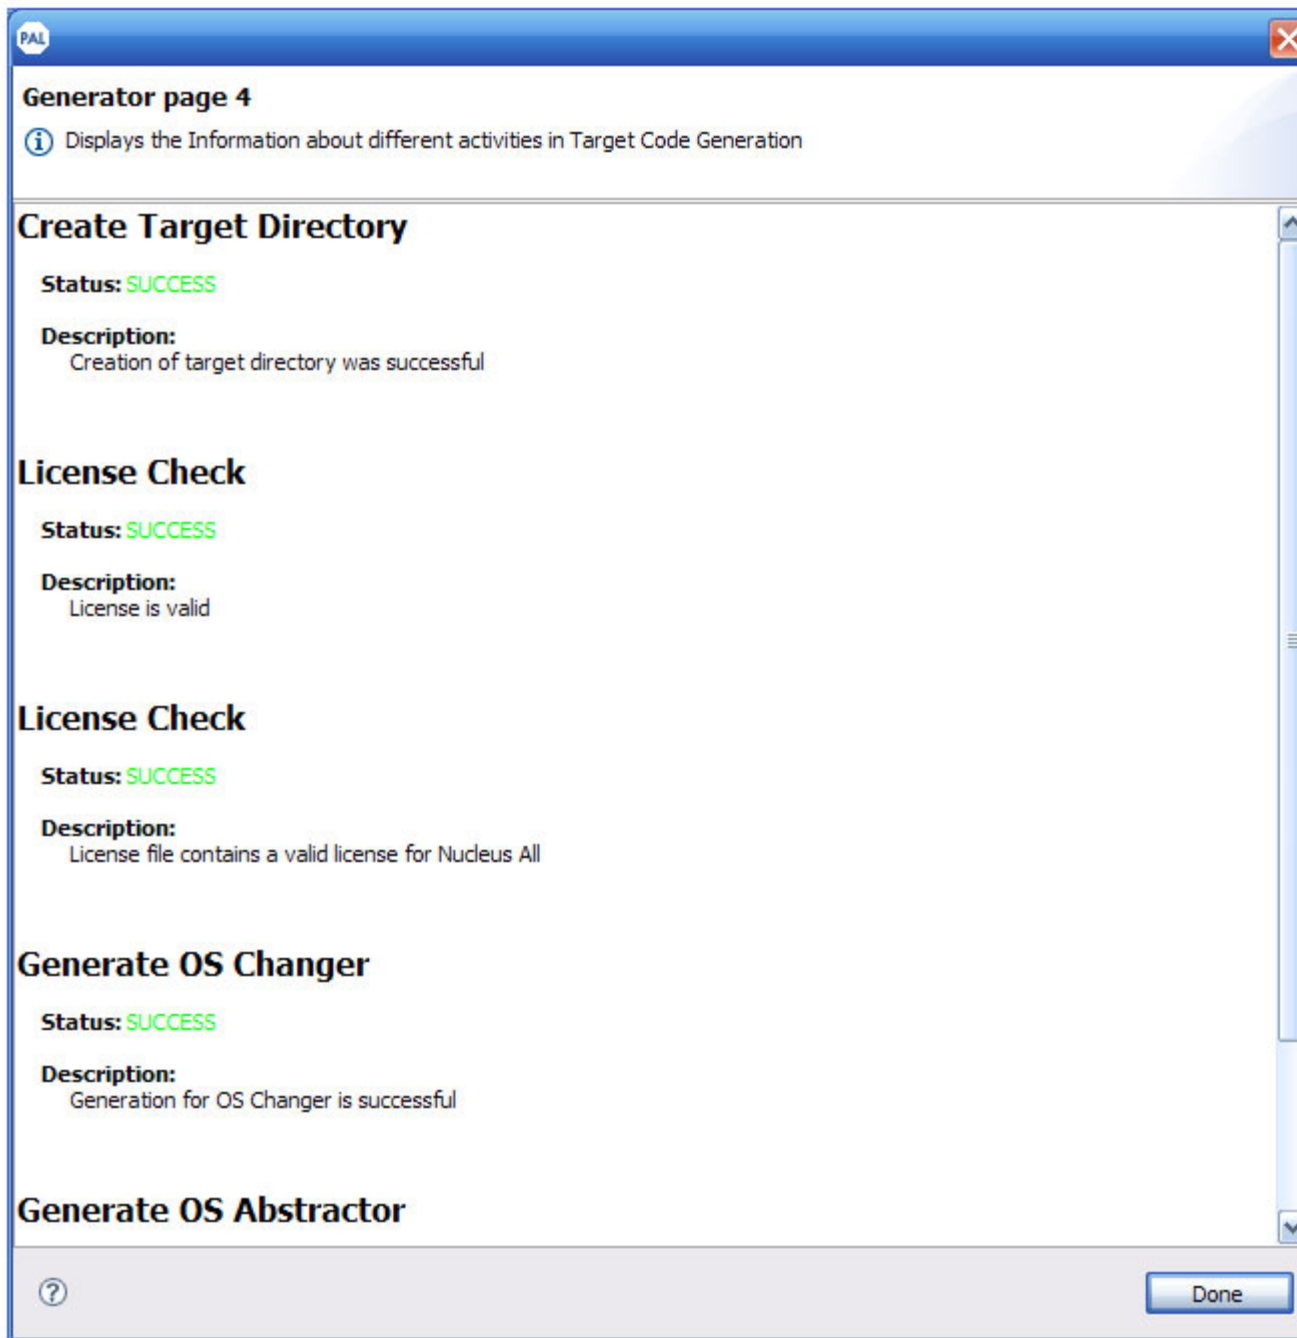 PAL
Generator page 4
Displays the Information about different activities in Target Code Generation
Create Target Directory
Status: SUCCESS
Description:
Creation of target directory was successful
License Check
Status: SUCCESS
Description:
License is valid
License Check
Status: SUCCESS
Description:
License file contains a valid license for Nucleus All
Generate OS Changer
Status: SUCCESS
Description:
Generation for OS Changer is successful
Generate OS Abstractor
Done